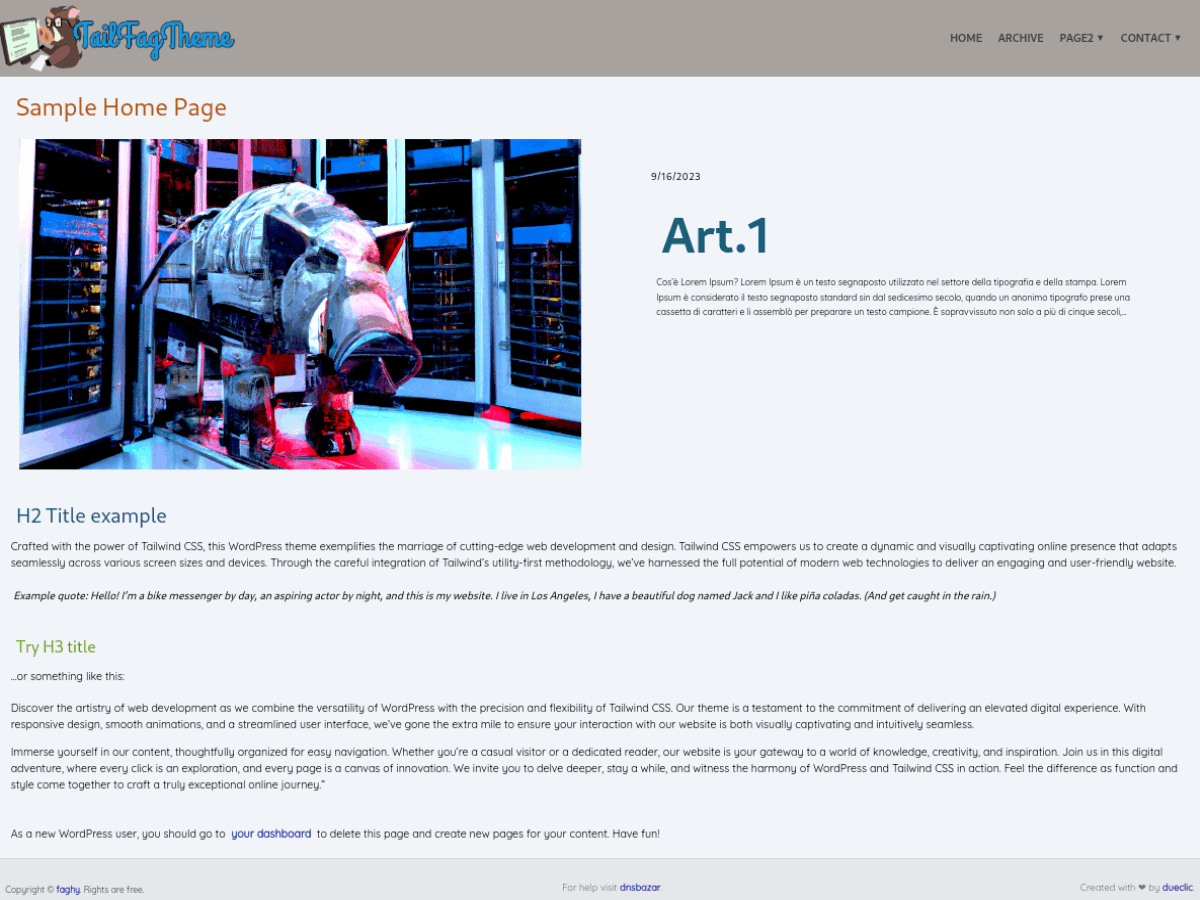 TailFagTheme
HOME ARCHIVE PAGE2 ▼ CONTACT ▼
Sample Home Page
9/16/2023
Art.1
Cos'è Lorem Ipsum? Lorem Ipsum è un testo segnaposto utilizzato nel settore della tipografia e della stampa. Lorem
Ipsum è considerato il testo segnaposto standard sin dal sedicesimo secolo, quando un anonimo tipografo prese una
cassetta di caratteri e li assemblò per preparare un testo campione. È sopravvissuto non solo a più di cinque secoli,...
H2 Title example
Crafted with the power of Tailwind CSS, this WordPress theme exemplifies the marriage of cutting-edge web development and design. Tailwind CSS empowers us to create a dynamic and visually captivating online presence that adapts
seamlessly across various screen sizes and devices. Through the careful integration of Tailwind's utility-first methodology, we've harnessed the full potential of modern web technologies to deliver an engaging and user-friendly website.
Example quote: Hello! I'm a bike messenger by day, an aspiring actor by night, and this is my website. I live in Los Angeles, I have a beautiful dog named Jack and I like piña coladas. (And get caught in the rain.)
Try H3 title
...or something like this:
Discover the artistry of web development as we combine the versatility of WordPress with the precision and flexibility of Tailwind CSS. Our theme is a testament to the commitment of delivering an elevated digital experience. With
responsive design, smooth animations, and a streamlined user interface, we've gone the extra mile to ensure your interaction with our website is both visually captivating and intuitively seamless.
Immerse yourself in our content, thoughtfully organized for easy navigation. Whether you're a casual visitor or a dedicated reader, our website is your gateway to a world of knowledge, creativity, and inspiration. Join us in this digital
adventure, where every click is an exploration, and every page is a canvas of innovation. We invite you to delve deeper, stay a while, and witness the harmony of WordPress and Tailwind CSS in action. Feel the difference as function and
style come together to craft a truly exceptional online journey."
As a new WordPress user, you should go to your dashboard to delete this page and create new pages for your content. Have fun!
Copyright © faghy. Rights are free.
For help visit dnsbazar.
Created with ❤ by dueclic